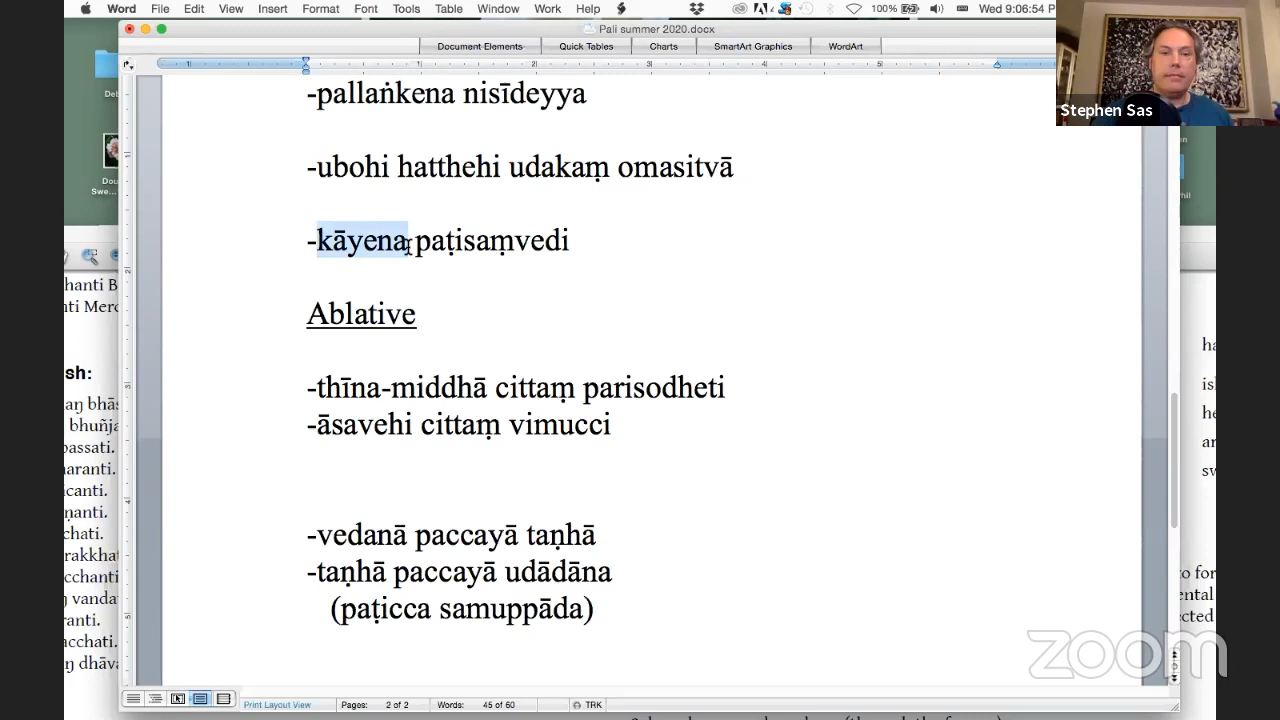 Word File Edit View Insert Format Font Tools Table Window Work Help 100% Wed 9:06:54 P
Pali summer 2020.docx
Document Elements Quick Tables Charts SmartArt Graphics WordArt
Stephen Sas
-pallaṅkena nisīdeyya
-ubohi hatthehi udakaṃ omasitvā
-kāyena paṭisaṃvedi
Ablative
-thīna-middhā cittaṃ parisodheti
-āsavehi cittaṃ vimucci
-vedanā paccayā taṇhā
-taṇhā paccayā udādāna
(paṭicca samuppāda)
zoom
Print Layout View Pages: 2 of 2 Words: 45 of 60 TRK